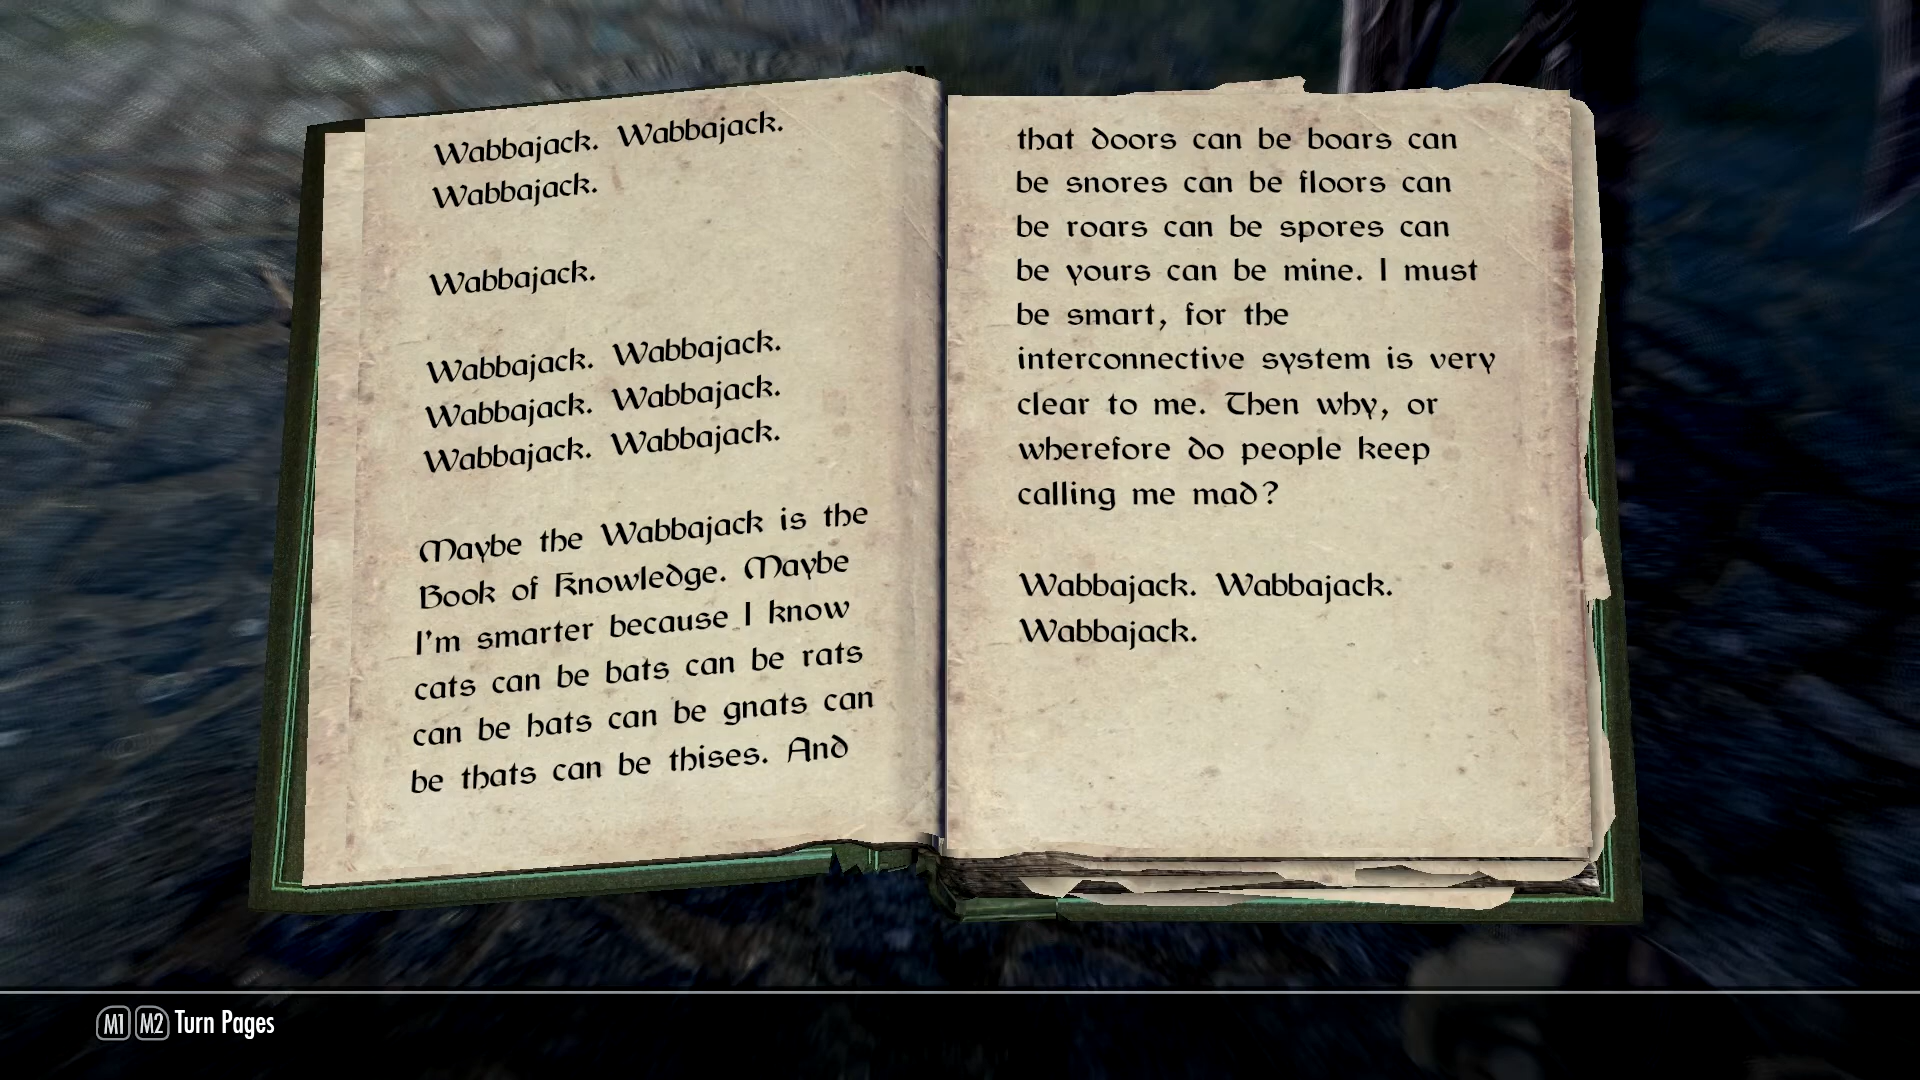 Wabbajack. Wabbajack.
Wabbajack.
Wabbajack.
Wabbajack. Wabbajack.
Wabbajack. Wabbajack.
Wabbajack. Wabbajack.
Maybe the Wabbajack is the
Book of Knowledge. Maybe
I'm smarter because I know
cats can be bats can be rats
can be hats can be gnats can
be thats can be thises. And
that doors can be boars can
be snores can be floors can
be roars can be spores can
be yours can be mine. I must
be smart, for the
interconnective system is very
clear to me. Then why, or
wherefore do people keep
calling me mad?
Wabbajack. Wabbajack.
Wabbajack.
M1 M2 Turn Pages